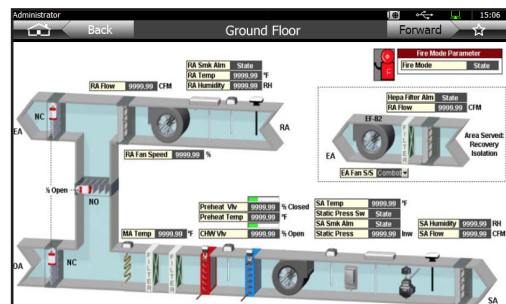 Administrator 15:06
Back Ground Floor Forward
RA Smk Alm State
RA Temp 9999,99 °F
RA Humidity 9999,99 RH
RA Flow 9999,99 CFM
Fire Mode Parameter
Fire Mode State
F
Hepa Filter Alm State
RA Flow 9999,99 CFM
EF-82
FILTER
Area Served:
Recovery
Isolation
EA
EA Fan S/S Combot
NC
EA
RA
RA Fan Speed 9999,99 %
% Open
NO
Preheat Vlv 9999,99 % Closed
Preheat Temp 9999,99 °F
MA Temp 9999,99 °F
CHW Vlv 9999,99 % Open
SA Temp 9999,99 °F
Static Press Sw State
SA Smk Alm State
Static Press 9999,99 Inw
SA Humidity 9999,99 RH
SA Flow 9999,99 CFM
NC
FILTER
FILTER
OA
SA